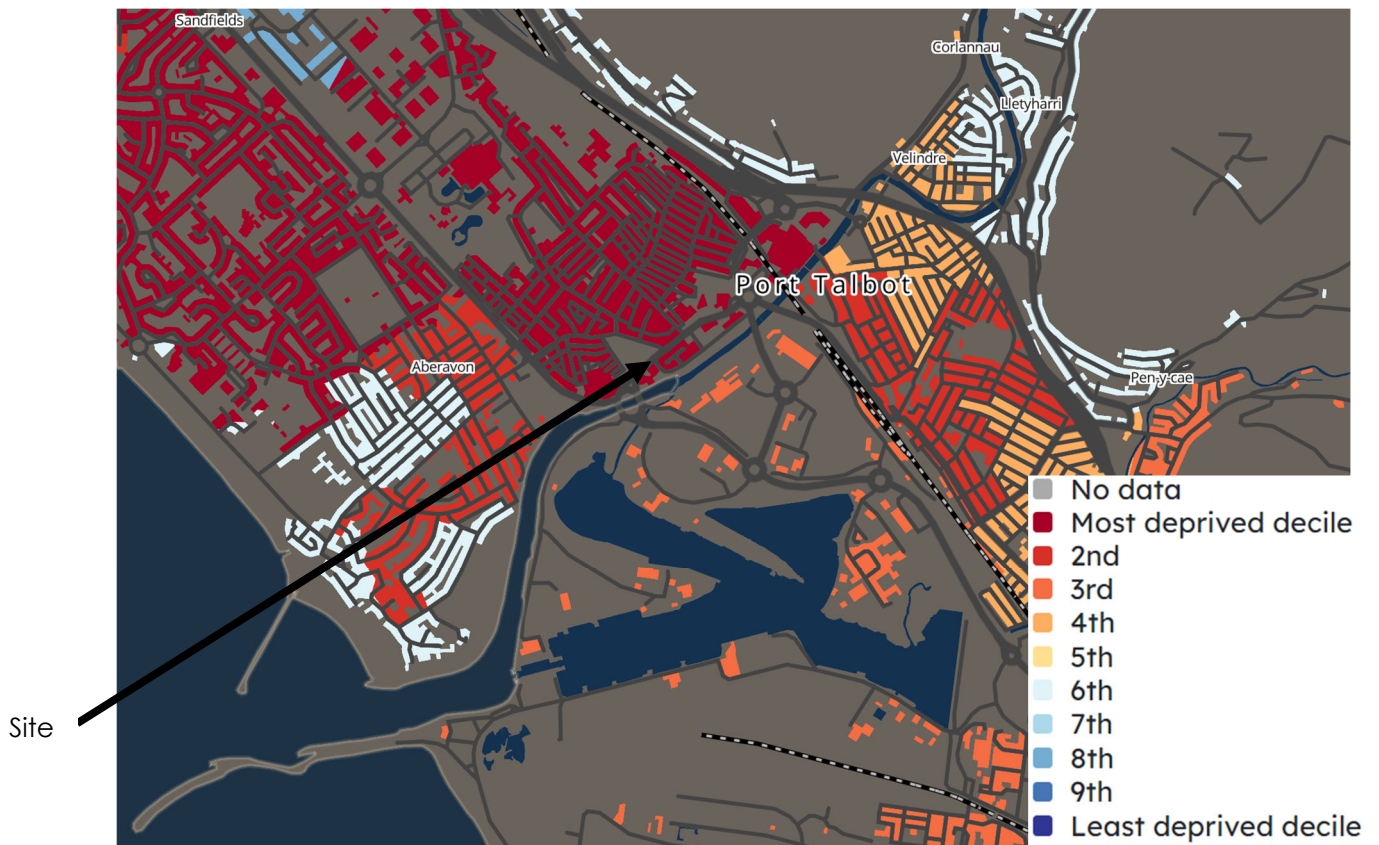 Sandfields
Corlannau
Lletyharri
Velindre
Port Talbot
Aberavon
Pen-y-cae
Site
No data
Most deprived decile
2nd
3rd
4th
5th
6th
7th
8th
9th
Least deprived decile